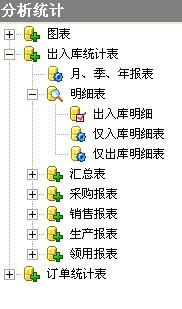 分析统计
图表
出入库统计表
月、季、年报表
明细表
出入库明细
仅入库明细表
仅出库明细表
汇总表
采购报表
销售报表
生产报表
领用报表
订单统计表